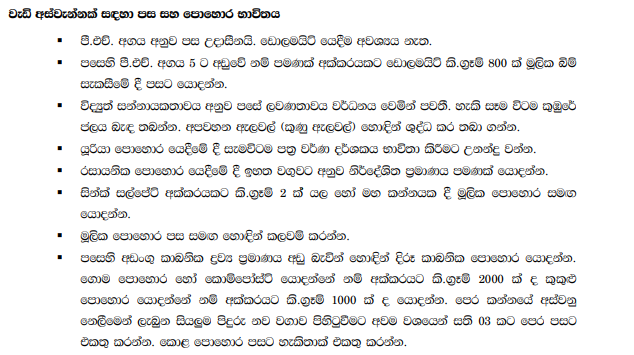 වැඩි අස්වැන්නක් සඳහා පස සහ පොහොර භාවිතය
▪ පී.එච්. අගය අනුව පස උදාසීනයි. ඩොලමයිට් යෙදීම අවශ්‍යය නැත.
▪ පසෙහි පී.එච්. අගය 5 ට අඩුවේ නම් පමණක් අක්කරයකට ඩොලමයිට් කි.ග්‍රෑම් 800 ක් මූලික බිම්
සැකසීමේ දී පසට යොදන්න.
▪ විද්‍යුත් සන්නායකතාවය අනුව පසේ ලවණතාවය වර්ධනය වෙමින් පවතී. හැකි සෑම විටම කුඹුරේ
ජලය බැඳ තබන්න. අපවහන ඇලවල් (කුණු ඇලවල්) හොඳින් ශුද්ධ කර තබා ගන්න.
▪ යූරියා පොහොර යෙදීමේ දී සැමවිටම පත්‍ර වර්ණ දර්ශකය භාවිතා කිරීමට උනන්දු වන්න.
▪ රසායනික පොහොර යෙදීමේ දී ඉහත වගුවට අනුව නිර්දේශිත ප්‍රමාණය පමණක් යොදන්න.
▪ සින්ක් සල්පේට් අක්කරයකට කි.ග්‍රෑම් 2 ක් යල හෝ මහ කන්නයක දී මූලික පොහොර සමඟ
යොදන්න.
▪ මූලික පොහොර පස සමඟ හොඳින් කලවම් කරන්න.
▪ පසෙහි අඩංගු කාබනික ද්‍රව්‍ය ප්‍රමාණය අඩු බැවින් හොඳින් දිරූ කාබනික පොහොර යොදන්න.
ගොම පොහොර හෝ කොම්පෝස්ට් යොදන්නේ නම් අක්කරයට කි.ග්‍රෑම් 2000 ක් ද කුකුළු
පොහොර යොදන්නේ නම් අක්කරයට කි.ග්‍රෑම් 1000 ක් ද යොදන්න. පෙර කන්නයේ අස්වනු
නෙලීමෙන් ලැබුන සියලුම පිදුරු නව වගාව පිහිටුවීමට අවම වශයෙන් සති 03 කට පෙර පසට
එකතු කරන්න. කොළ පොහොර පසට හැකිතාක් එකතු කරන්න.